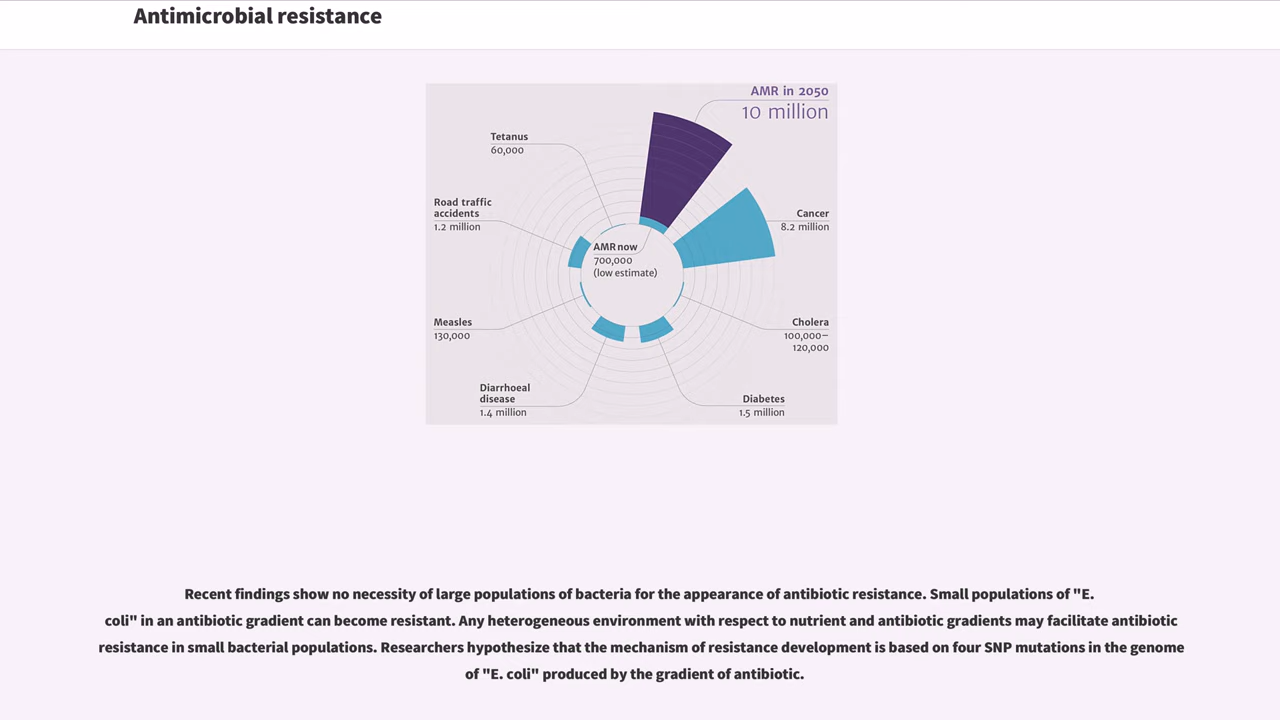 Antimicrobial resistance
AMR in 2050
10 million
Tetanus
60,000
Road traffic
accidents
1.2 million
Cancer
8.2 million
AMR now
700,000
(low estimate)
Measles
130,000
Cholera
100,000–
120,000
Diarrhoeal
disease
1.4 million
Diabetes
1.5 million
Recent findings show no necessity of large populations of bacteria for the appearance of antibiotic resistance. Small populations of "E.
coli" in an antibiotic gradient can become resistant. Any heterogeneous environment with respect to nutrient and antibiotic gradients may facilitate antibiotic
resistance in small bacterial populations. Researchers hypothesize that the mechanism of resistance development is based on four SNP mutations in the genome
of "E. coli" produced by the gradient of antibiotic.